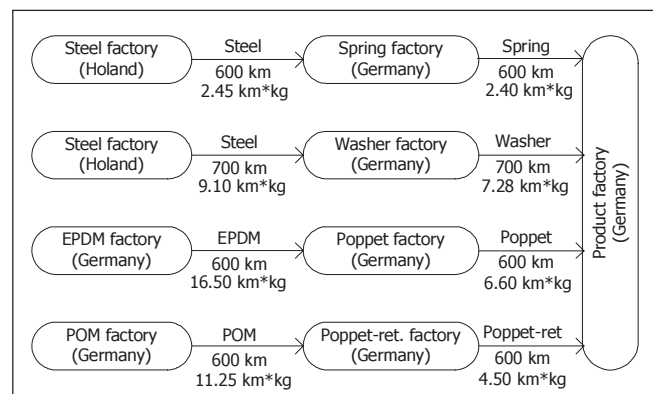 Steel factory
(Holand)
Steel
600 km
2.45 km*kg
Spring factory
(Germany)
Spring
600 km
2.40 km*kg
Steel factory
(Holand)
Steel
700 km
9.10 km*kg
Washer factory
(Germany)
Washer
700 km
7.28 km*kg
EPDM factory
(Germany)
EPDM
600 km
16.50 km*kg
Poppet factory
(Germany)
Poppet
600 km
6.60 km*kg
POM factory
(Germany)
POM
600 km
11.25 km*kg
Poppet-ret. factory
(Germany)
Poppet-ret
600 km
4.50 km*kg
Product factory
(Germany)